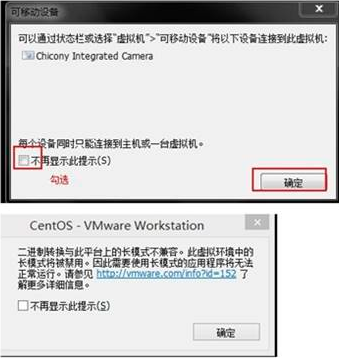 可移动设备
可以通过状态栏或选择"虚拟机">"可移动设备"将以下设备连接到此虚拟机:
Chicony Integrated Camera
每个设备同时只能连接到主机或一台虚拟机。
不再显示此提示(S)
勾选
确定
CentOS - VMware Workstation
二进制转换与此平台上的长模式不兼容。此虚拟环境中的
长模式将被禁用。因此需要使用长模式的应用程序将无法
正常运行。请参见 http://vmware.com/info?id=152 了
解更多详细信息。
不再显示此提示(S)
确定